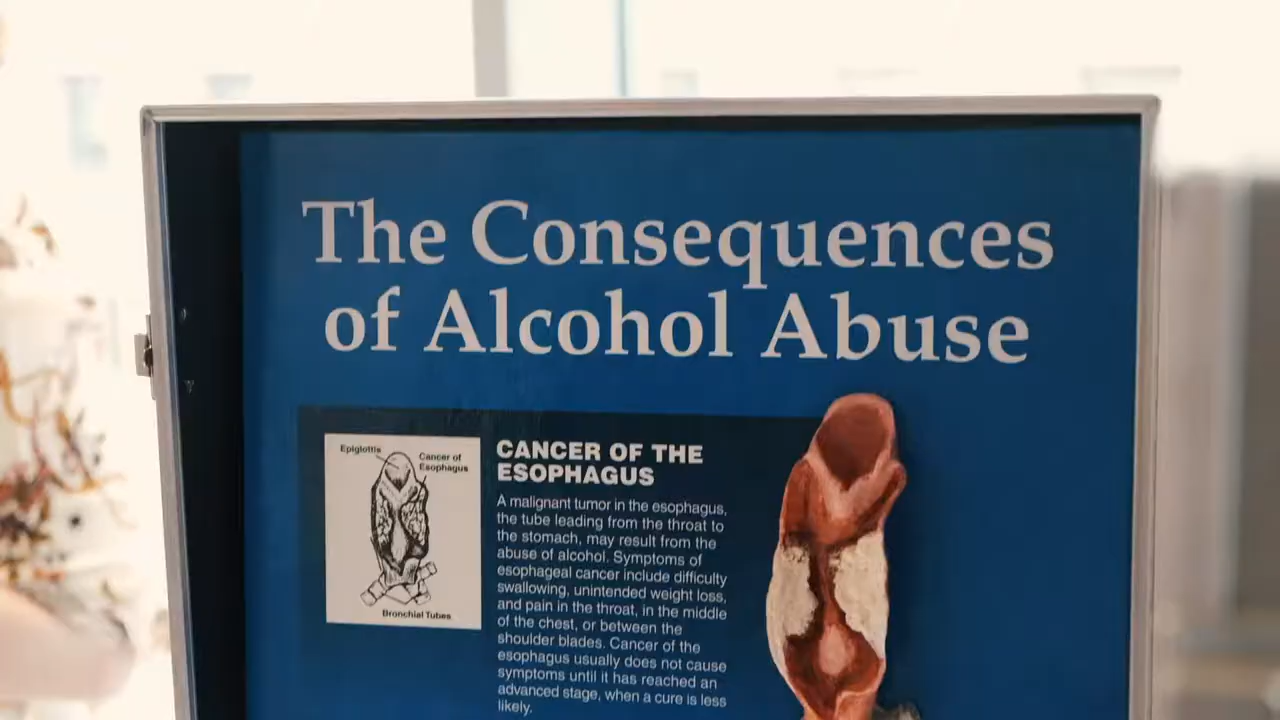 The Consequences
of Alcohol Abuse
Epiglottis
Cancer of
Esophagus
Bronchial Tubes
CANCER OF THE
ESOPHAGUS
A malignant tumor in the esophagus,
the tube leading from the throat to
the stomach, may result from the
abuse of alcohol. Symptoms of
esophageal cancer include difficulty
swallowing, unintended weight loss,
and pain in the throat, in the middle
of the chest, or between the
shoulder blades. Cancer of the
esophagus usually does not cause
symptoms until it has reached an
advanced stage, when a cure is less
likely.